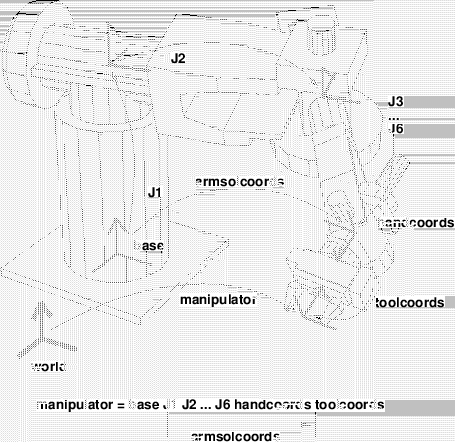 J2
J3
...
J6
armsolcoords
J1
handcoords
base
manipulator
toolcoords
world
manipulator = base J1 J2 ... J6 handcoords toolcoords
armsolcoords